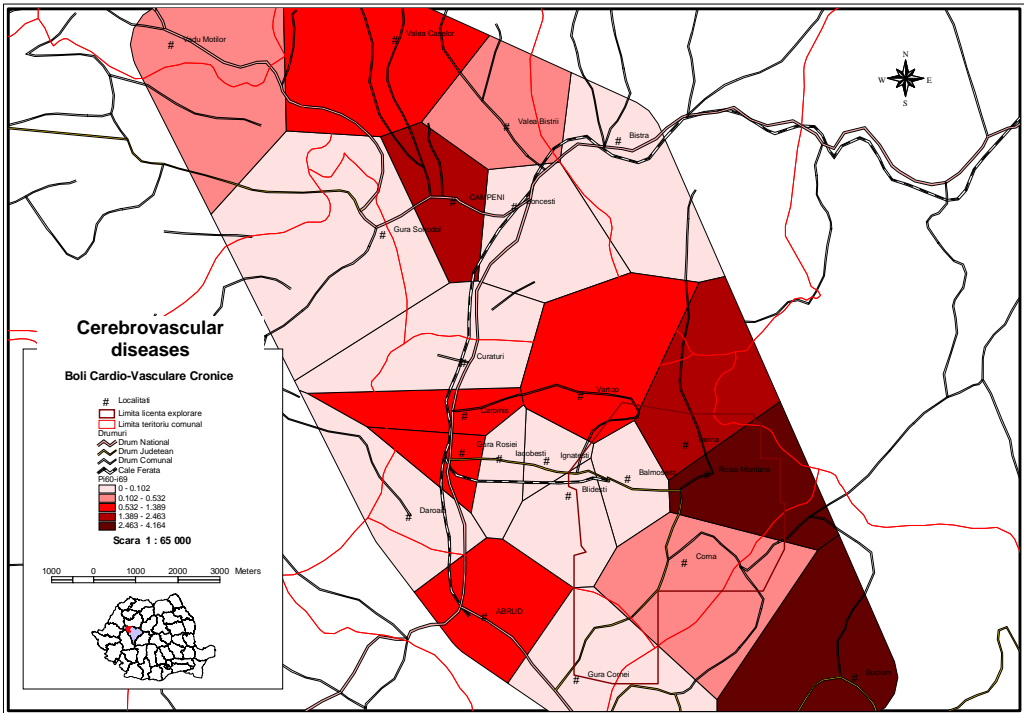 Vadu Motilor
Valea Caselor
N
W
E
S
Valea Bistrii
Bistra
CAMPENI
Boncesti
Gura Sohodol
Cerebrovascular
diseases
Boli Cardio-Vasculare Cronice
# Localitati
Limita licenta explorare
Limita teritoriu comunal
Drumuri
Drum National
Drum Judetean
Drum Comunal
Cale Ferata
Pi60-i69
0 - 0.102
0.102 - 0.532
0.532 - 1.389
1.389 - 2.463
2.463 - 4.164
Scara 1 : 65 000
1000 0 1000 2000 3000 Meters
Curaturi
Vartop
Carpinis
Gura Rosiei
Iacobesti
Ignatesti
Balmosesti
Blidesti
Tarina
Rosia Montana
Daroaia
Corna
ABRUD
Gura Cornei
Bucium